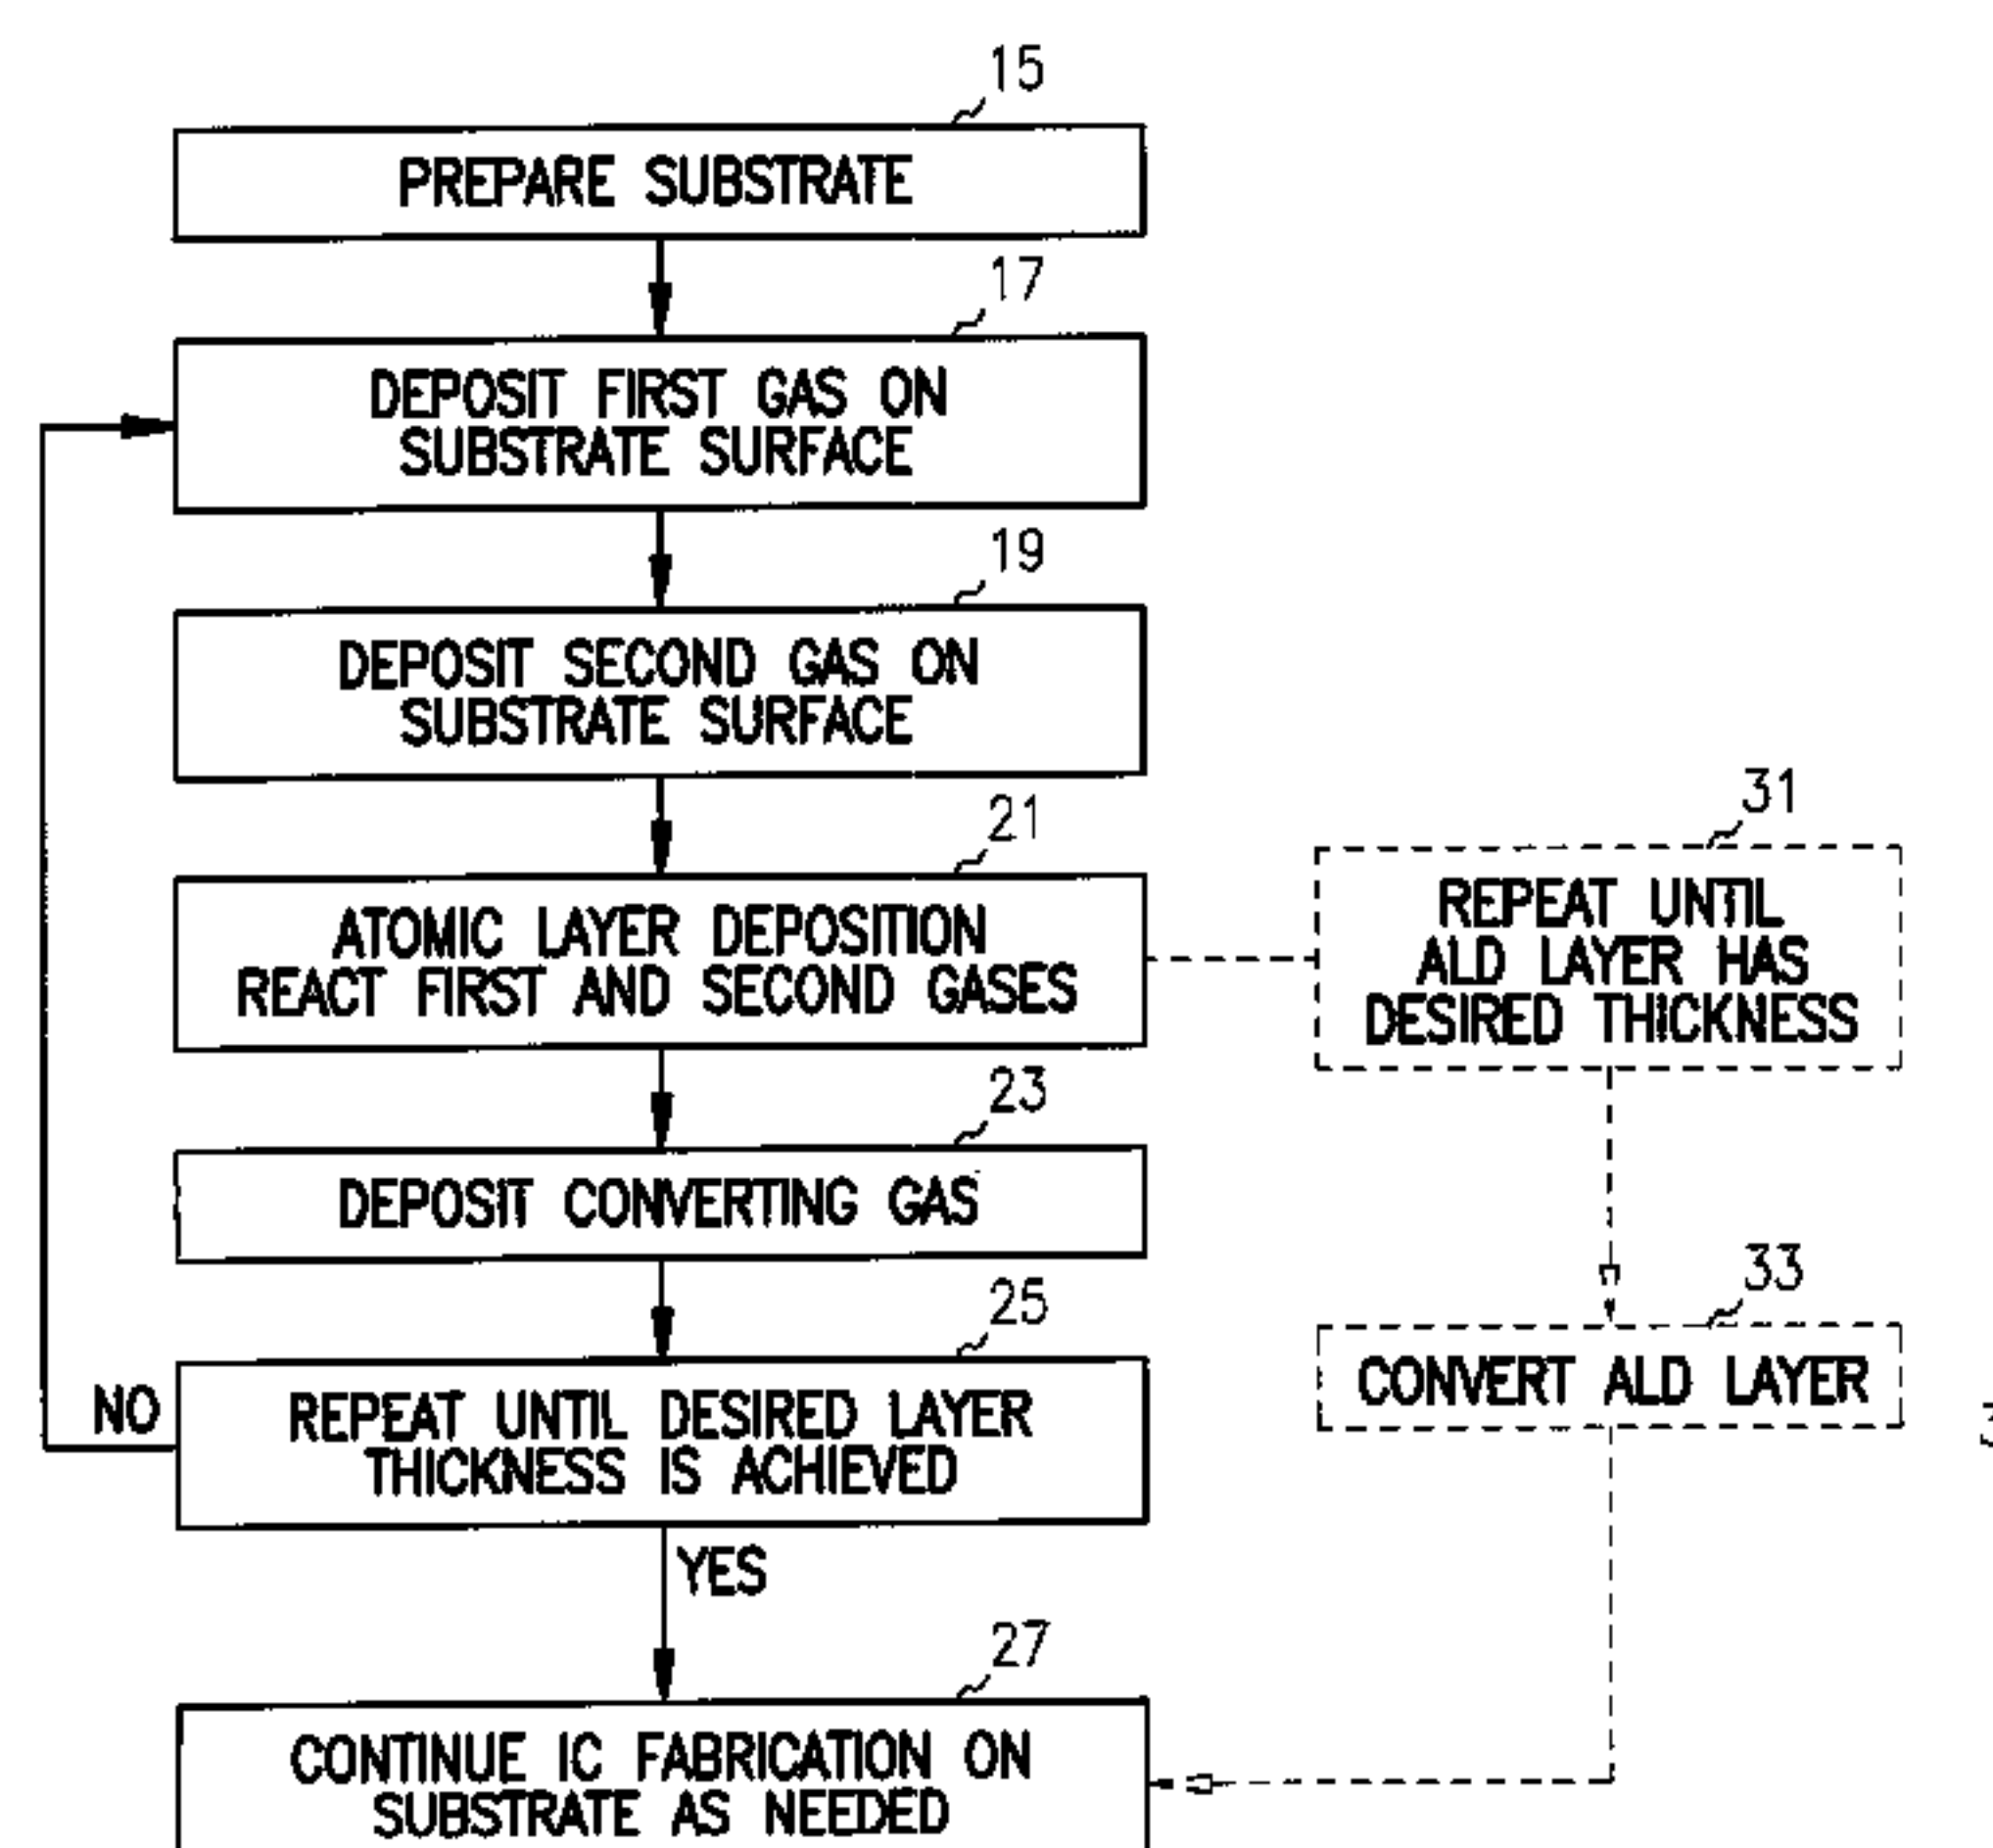 15
PREPARE SUBSTRATE
17
DEPOSIT FIRST GAS ON
SUBSTRATE SURFACE
19
DEPOSIT SECOND GAS ON
SUBSTRATE SURFACE
21
ATOMIC LAYER DEPOSITION
REACT FIRST AND SECOND GASES
31
REPEAT UNTIL
ALD LAYER HAS
DESIRED THICKNESS
23
DEPOSIT CONVERTING GAS
25
REPEAT UNTIL DESIRED LAYER
THICKNESS IS ACHIEVED
NO
YES
33
CONVERT ALD LAYER
27
CONTINUE IC FABRICATION ON
SUBSTRATE AS NEEDED